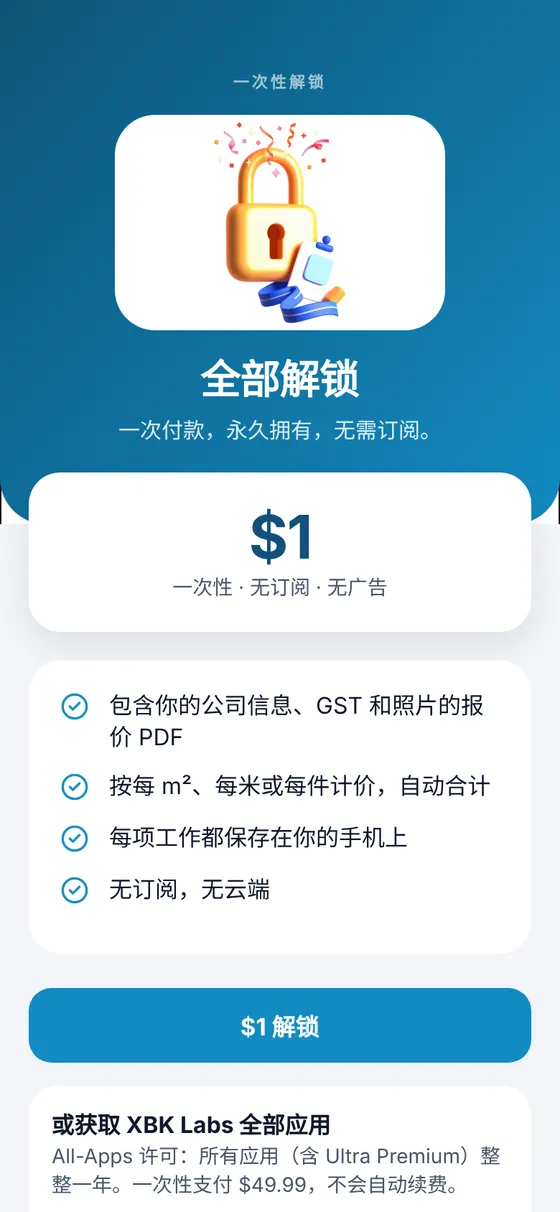 一次性解锁
全部解锁
一次付款，永久拥有，无需订阅。
$1
一次性 · 无订阅 · 无广告
包含你的公司信息、GST 和照片的报
价 PDF
按每 m²、每米或每件计价，自动合计
每项工作都保存在你的手机上
无订阅，无云端
$1 解锁
或获取 XBK Labs 全部应用
All-Apps 许可：所有应用（含 Ultra Premium）整
整一年。一次性支付 $49.99，不会自动续费。